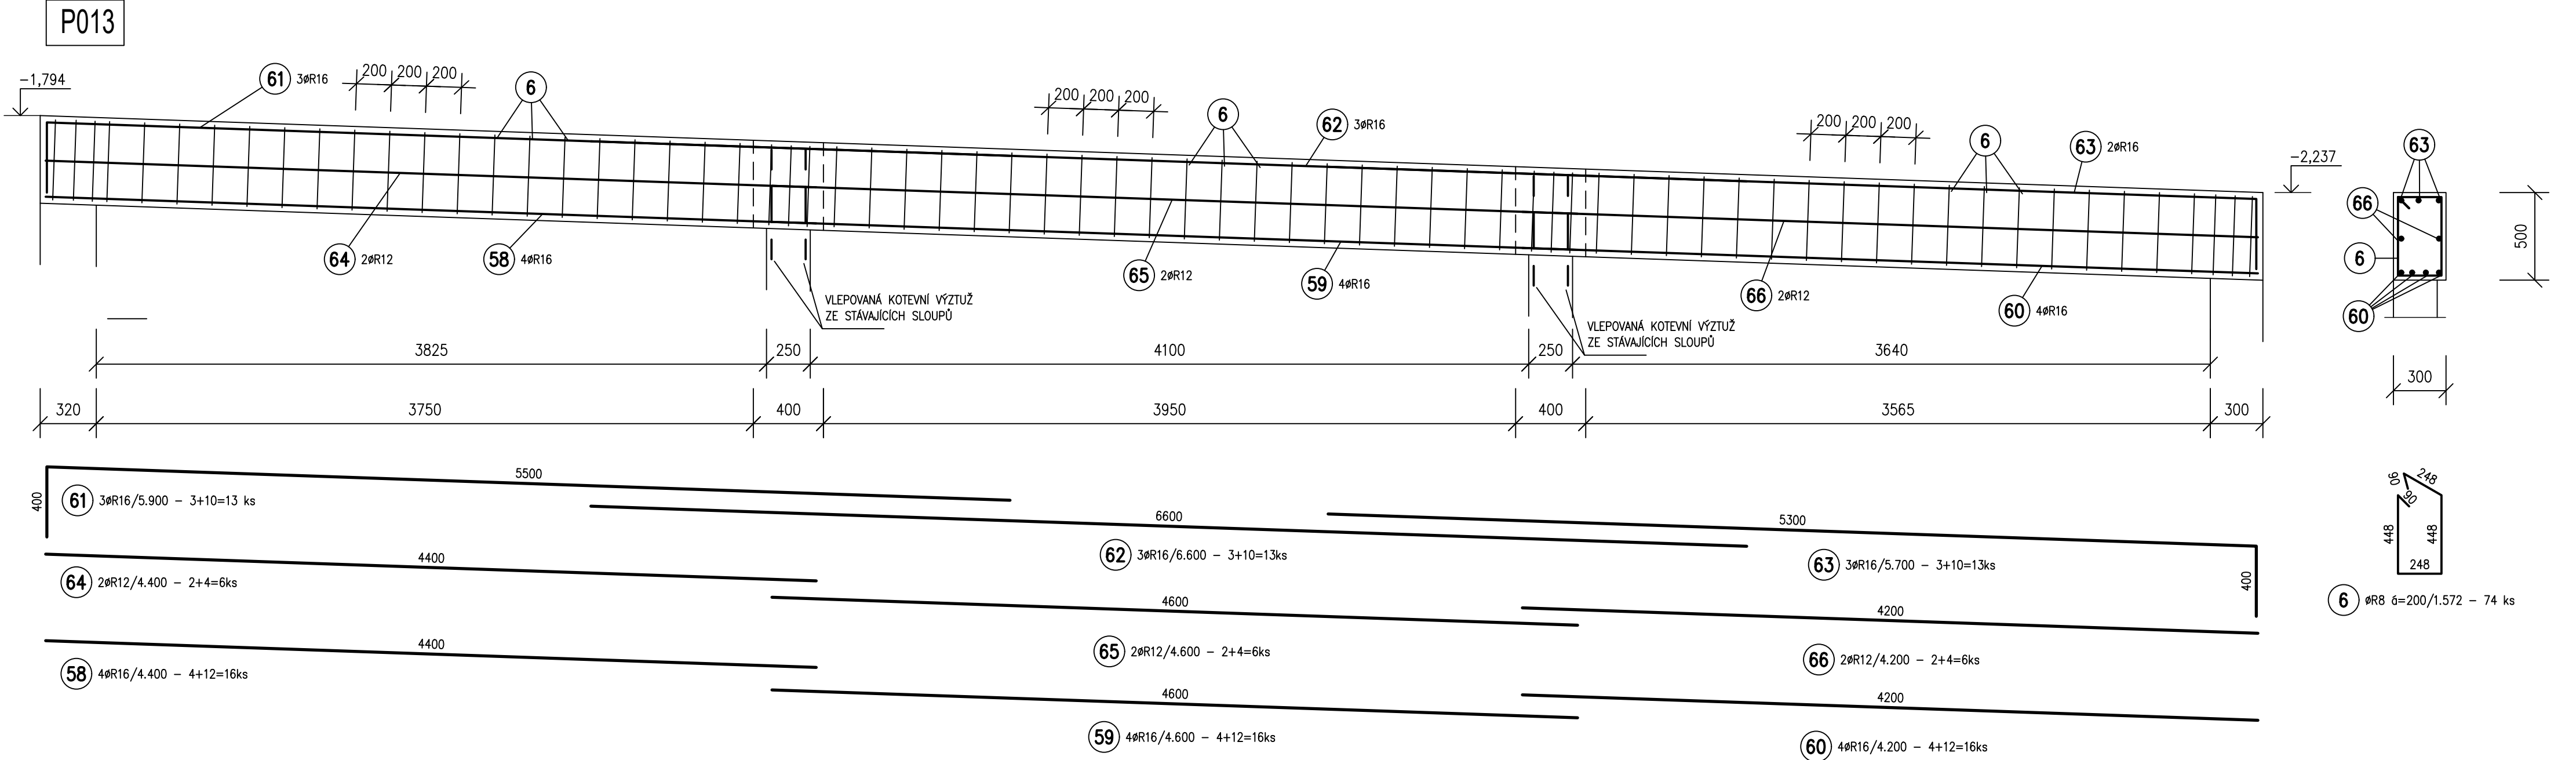 P013
-1,794
61 3øR16
200 200 200
6
200 200 200
6
62 3øR16
200 200 200
6
63 2øR16
-2,237
63
66
6
60
500
300
64 2øR12
58 4øR16
VLEPOVANÁ KOTEVNÍ VÝZTUŽ
ZE STÁVAJÍCÍCH SLOUPŮ
65 2øR12
59 4øR16
VLEPOVANÁ KOTEVNÍ VÝZTUŽ
ZE STÁVAJÍCÍCH SLOUPŮ
66 2øR12
60 4øR16
3825 250 4100 250 3640
320 3750 400 3950 400 3565 300
5500
400
61 3øR16/5.900 - 3+10=13 ks
6600
62 3øR16/6.600 - 3+10=13ks
5300
63 3øR16/5.700 - 3+10=13ks
400
4400
64 2øR12/4.400 - 2+4=6ks
4600
65 2øR12/4.600 - 2+4=6ks
4200
66 2øR12/4.200 - 2+4=6ks
4400
58 4øR16/4.400 - 4+12=16ks
4600
59 4øR16/4.600 - 4+12=16ks
4200
60 4øR16/4.200 - 4+12=16ks
90
248
90
448
448
248
6 øR8 á=200/1.572 - 74 ks